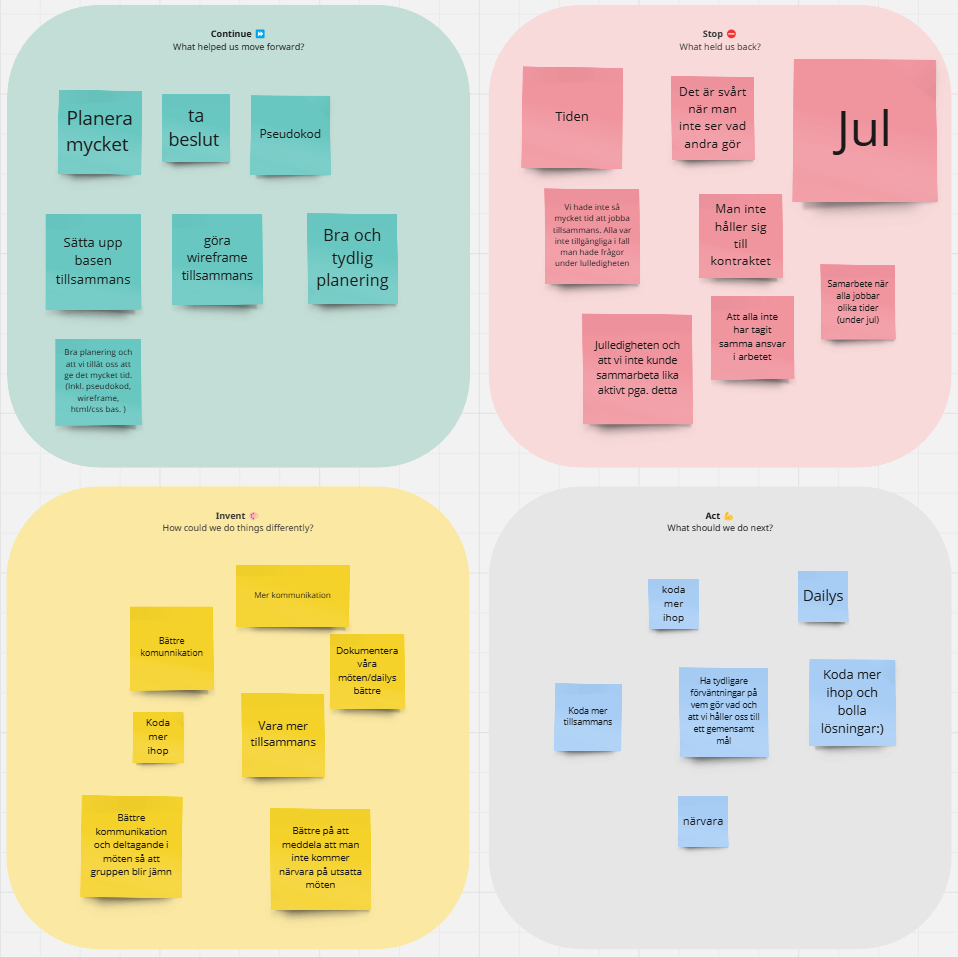 Continue ⏩
What helped us move forward?
Planera
mycket
ta
beslut
Pseudokod
Sätta upp
basen
tillsammans
göra
wireframe
tillsammans
Bra och
tydlig
planering
Bra planering och
att vi tillät oss att
ge det mycket tid.
(Inkl. pseudokod,
wireframe,
html/css bas. )
Stop ⛔
What held us back?
Tiden
Det är svårt
när man
inte ser vad
andra gör
Jul
Vi hade inte så
mycket tid att jobba
tillsammans. Alla var
inte tillgängliga i fall
man hade frågor
under lulledigheten
Man inte
håller sig
till
kontraktet
Samarbete när
alla jobbar
olika tider
(under jul)
Julledigheten och
att vi inte kunde
sammarbeta lika
aktivt pga. detta
Att alla inte
har tagit
samma ansvar
i arbetet
Invent 🧠
How could we do things differently?
Mer kommunikation
Bättre
komunnikation
Dokumentera
våra
möten/dailys
bättre
Koda
mer
ihop
Vara mer
tillsammans
Bättre
kommunikation
och deltagande i
möten så att
gruppen blir jämn
Bättre på att
meddela att man
inte kommer
närvara på utsatta
möten
Act 💪
What should we do next?
koda
mer
ihop
Dailys
Koda mer
tillsammans
Ha tydligare
förväntningar på
vem gör vad och
att vi håller oss till
ett gemensamt
mål
Koda mer
ihop och
bolla
lösningar:)
närvara